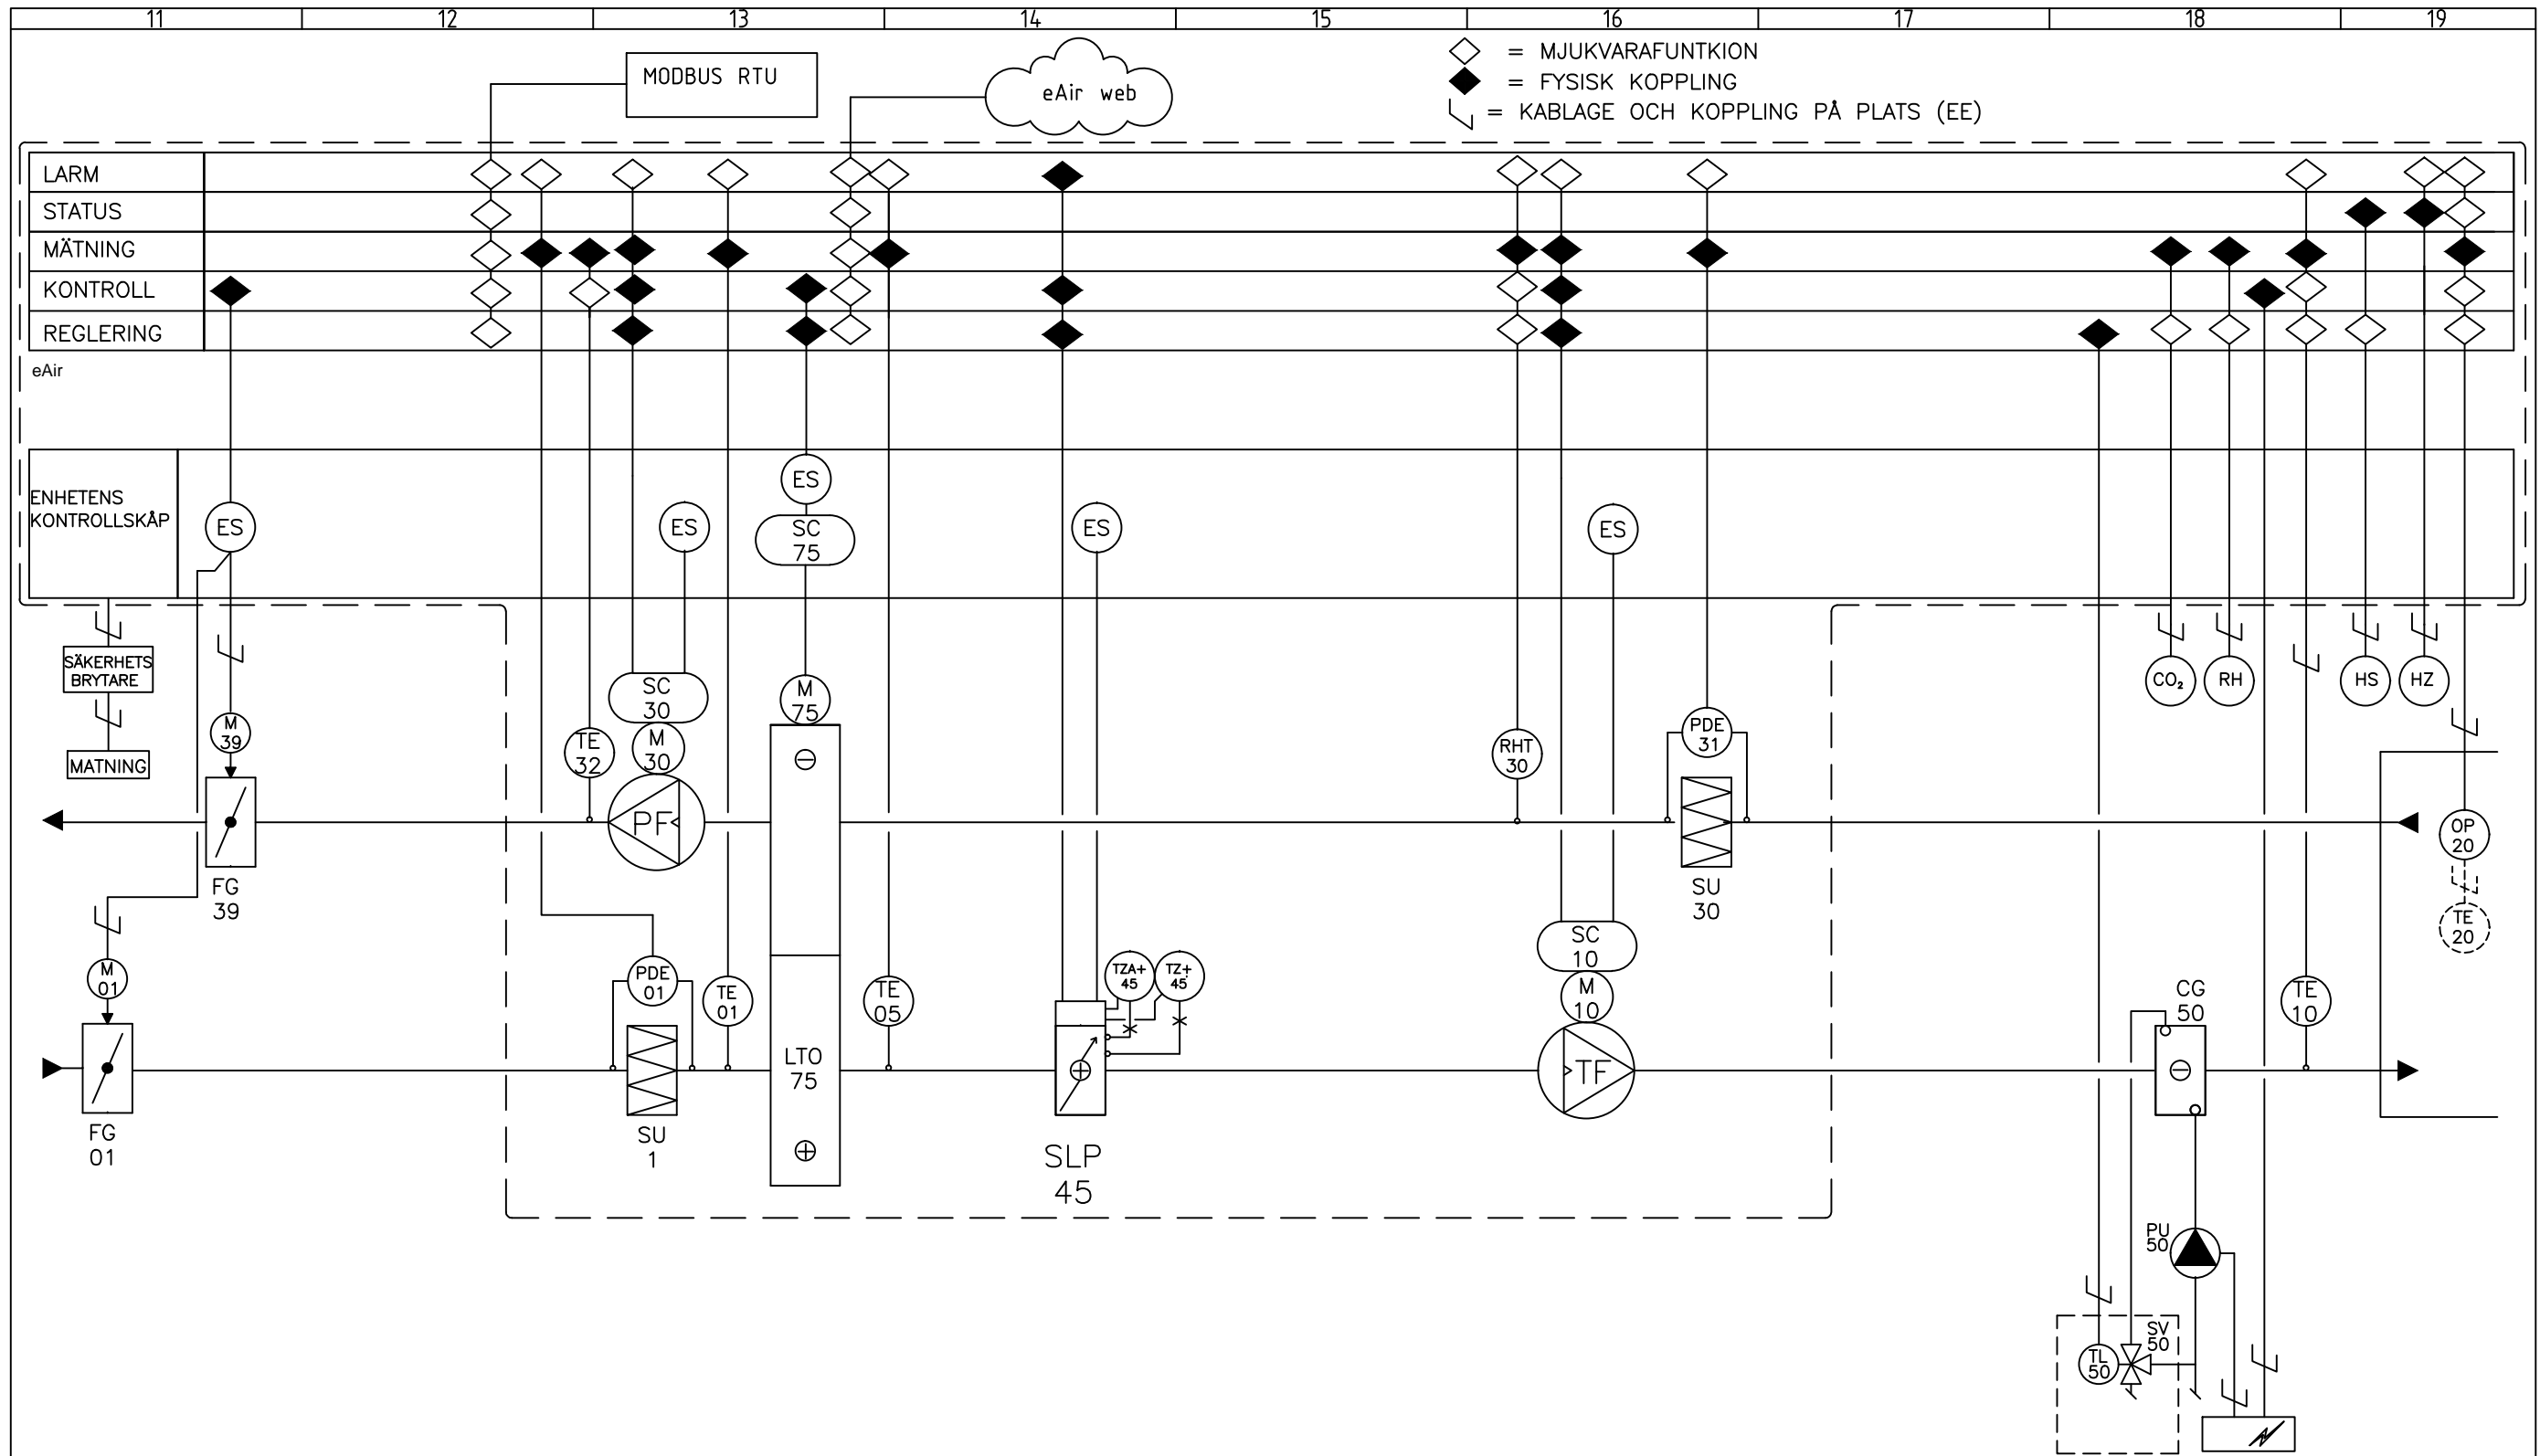 11 12 13 14 15 16 17 18 19
MODBUS RTU
eAir web
= MJUKVARAFUNTKION
= FYSISK KOPPLING
= KABLAGE OCH KOPPLING PÅ PLATS (EE)
LARM
STATUS
MÄTNING
KONTROLL
REGLERING
eAir
ENHETENS
KONTROLLSKÅP
ES
ES
ES
SC
75
ES
ES
SÄKERHETS
BRYTARE
MATNING
M
39
FG
39
M
01
FG
01
TE
32
SC
30
M
30
PF
M
75
PDE
01
SU
1
TE
01
LTO
75
TE
05
TZA+
45
TZ+
45
SLP
45
RHT
30
PDE
31
SU
30
SC
10
M
10
TF
CO₂
RH
HS
HZ
OP
20
TE
20
CG
50
TE
10
PU
50
SV
50
TL
50